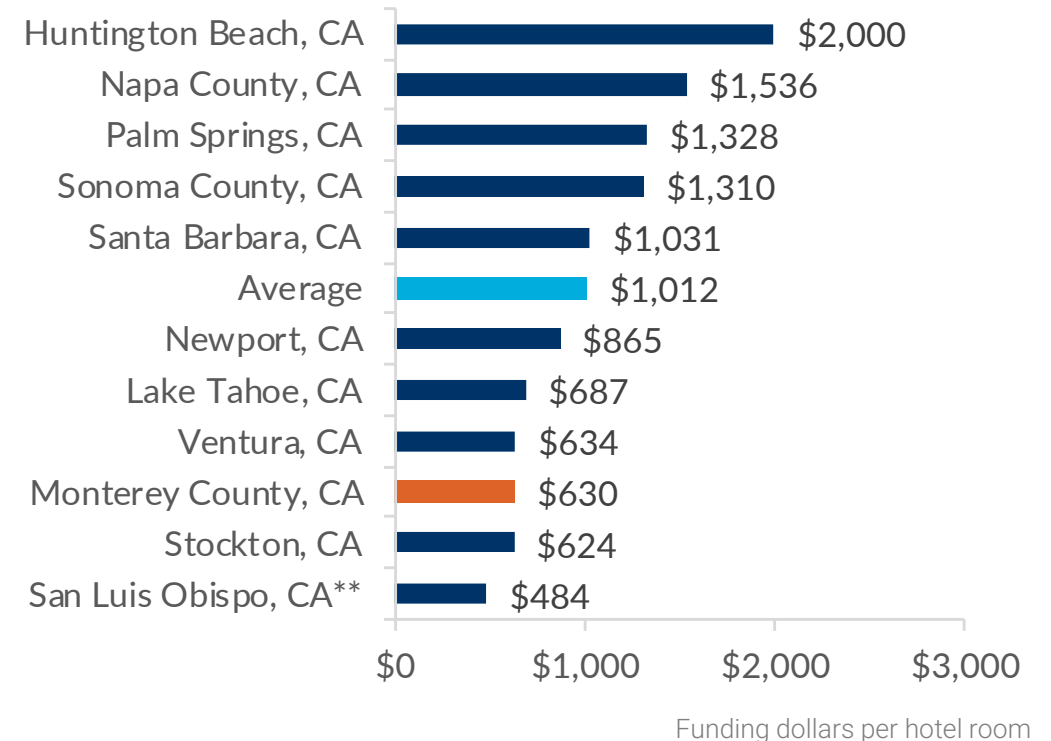 Huntington Beach, CA $2,000
Napa County, CA $1,536
Palm Springs, CA $1,328
Sonoma County, CA $1,310
Santa Barbara, CA $1,031
Average $1,012
Newport, CA $865
Lake Tahoe, CA $687
Ventura, CA $634
Monterey County, CA $630
Stockton, CA $624
San Luis Obispo, CA** $484
$0 $1,000 $2,000 $3,000
Funding dollars per hotel room